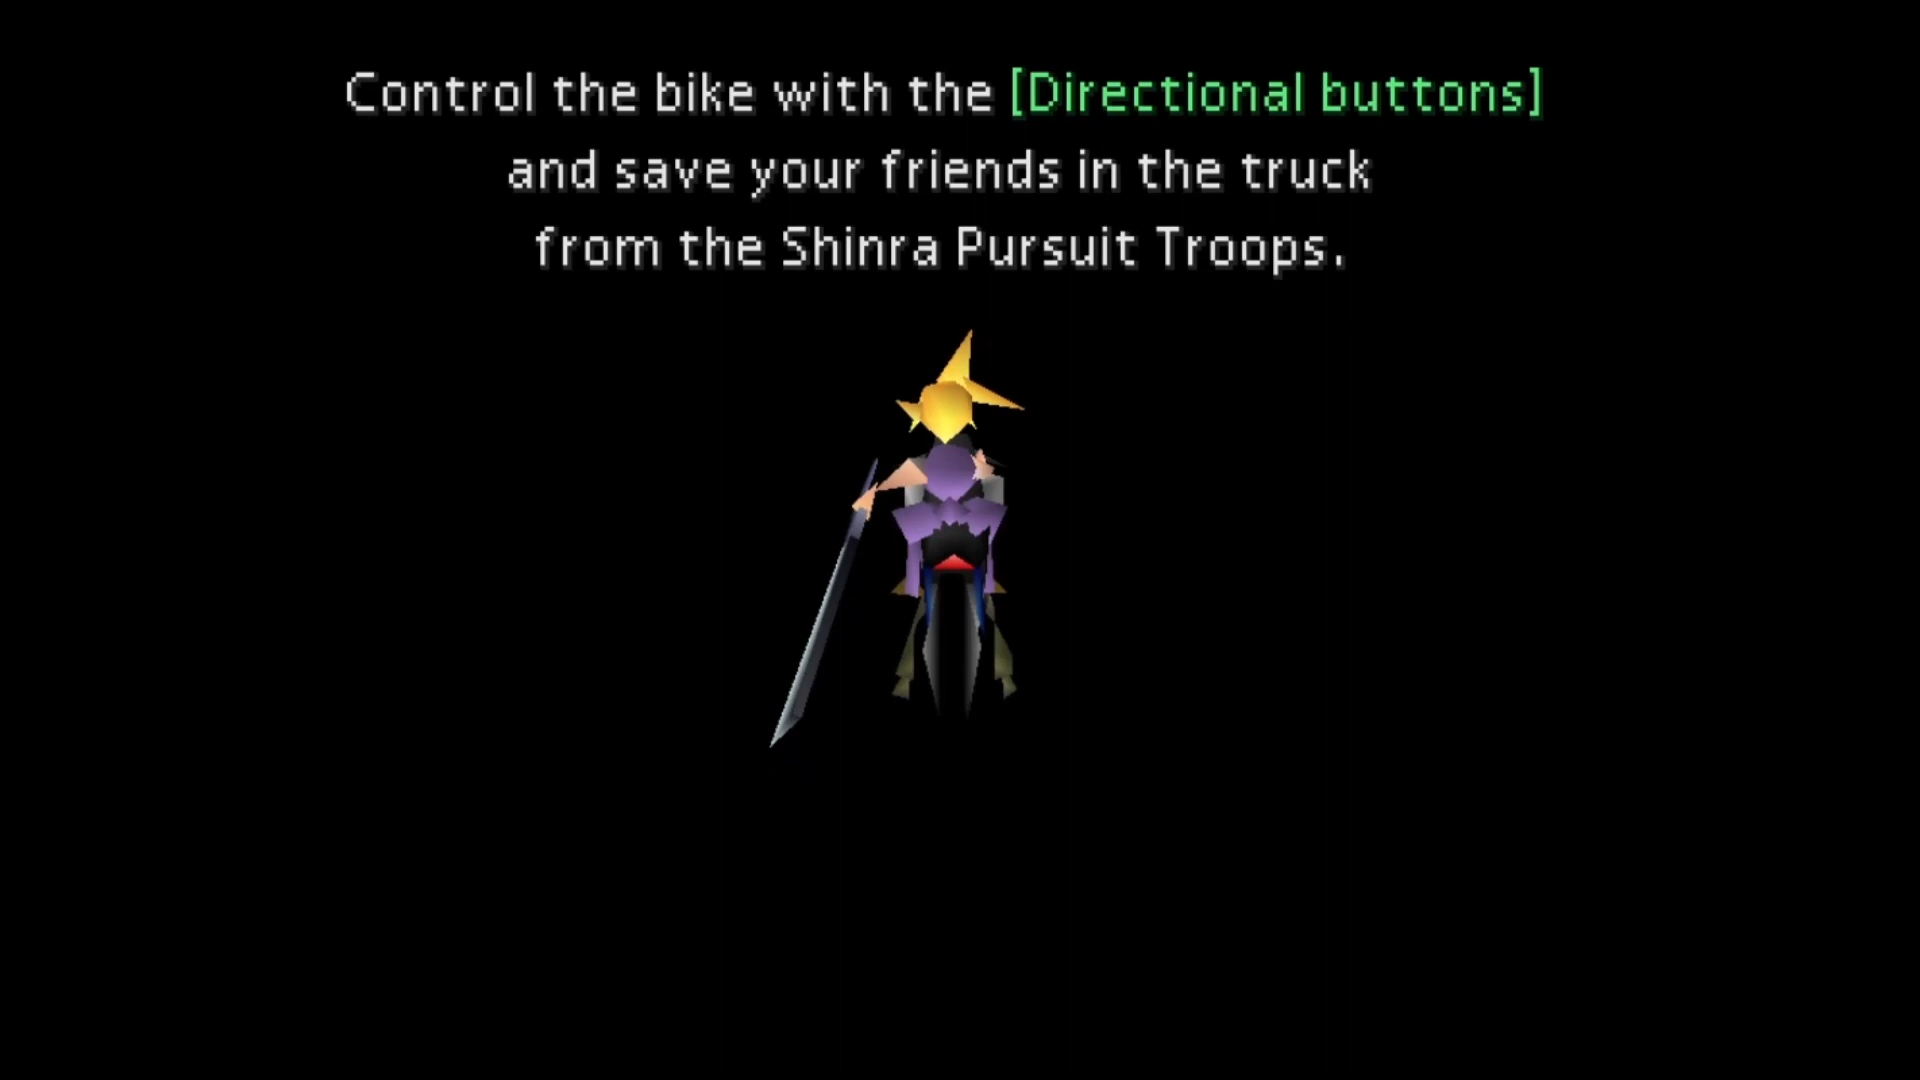 Control the bike with the [Directional buttons]
and save your friends in the truck
from the Shinra Pursuit Troops.